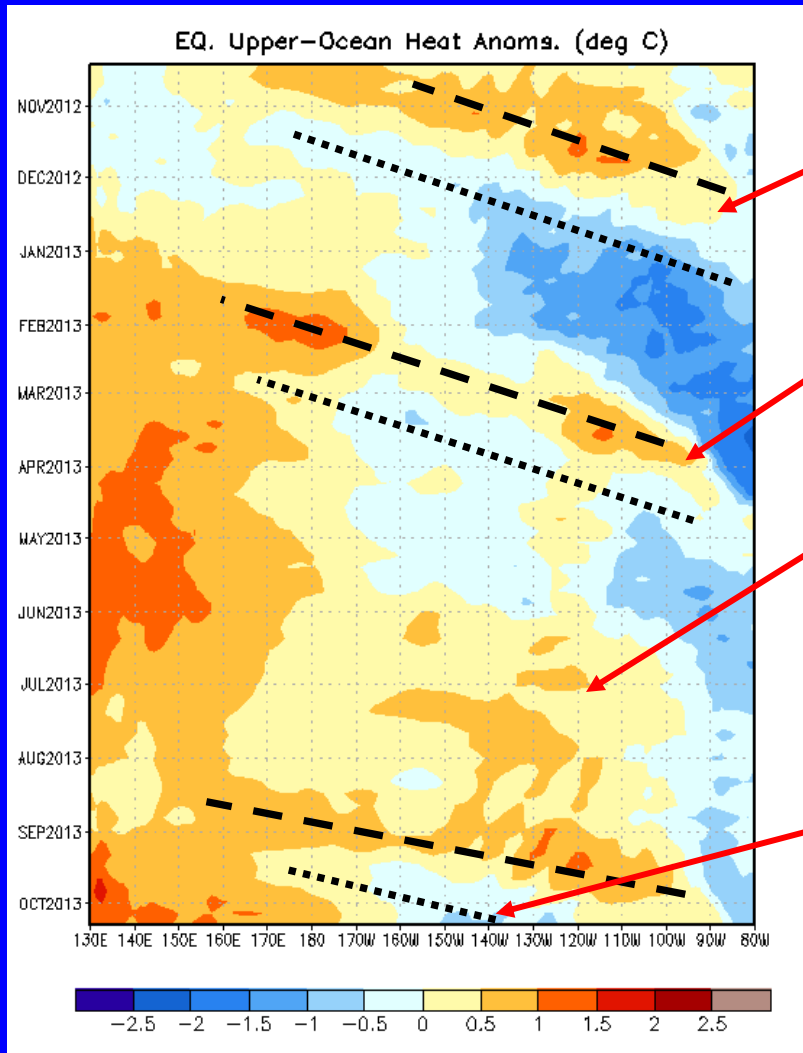 EQ. Upper-Ocean Heat Anoms. (deg C)
NOV2012
DEC2012
JAN2013
FEB2013
MAR2013
APR2013
MAY2013
JUN2013
JUL2013
AUG2013
SEP2013
OCT2013
130E 140E 150E 160E 170E 180 170W 160W 150W 140W 130W 120W 110W 100W 90W 80W
-2.5 -2 -1.5 -1 -0.5 0 0.5 1 1.5 2 2.5